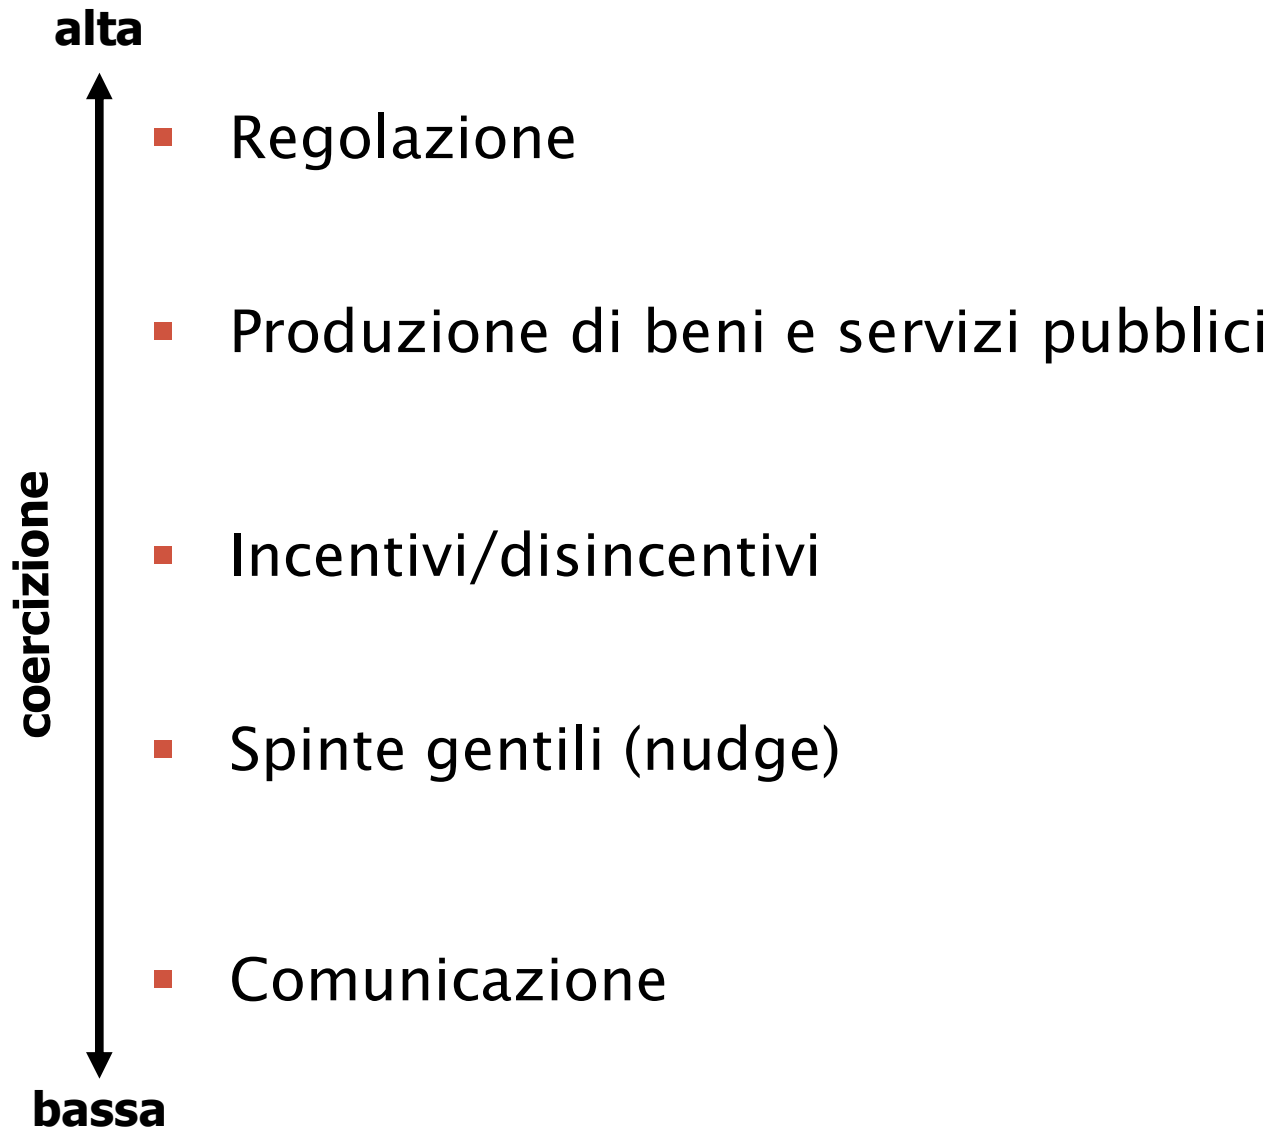 alta
Regolazione
Produzione di beni e servizi pubblici
coercizione
Incentivi/disincentivi
Spinte gentili (nudge)
Comunicazione
bassa